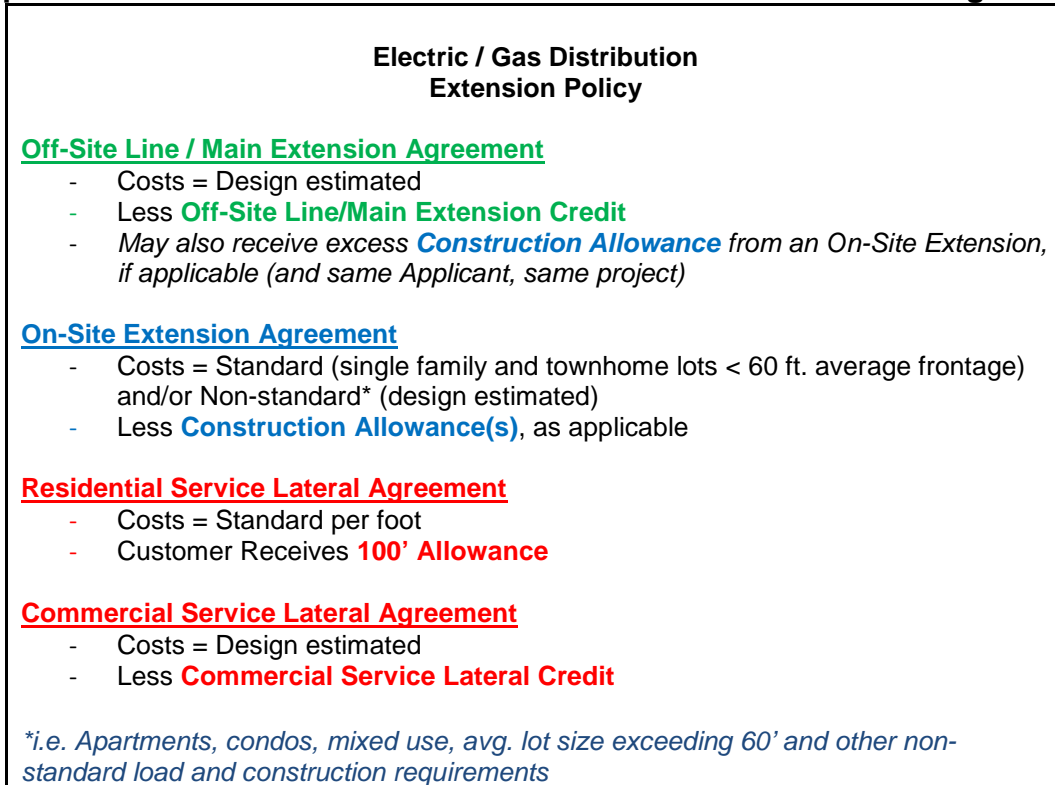 Electric / Gas Distribution
Extension Policy
Off-Site Line / Main Extension Agreement
- Costs = Design estimated
- Less Off-Site Line/Main Extension Credit
- May also receive excess Construction Allowance from an On-Site Extension,
if applicable (and same Applicant, same project)
On-Site Extension Agreement
- Costs = Standard (single family and townhome lots < 60 ft. average frontage)
and/or Non-standard* (design estimated)
- Less Construction Allowance(s), as applicable
Residential Service Lateral Agreement
- Costs = Standard per foot
- Customer Receives 100’ Allowance
Commercial Service Lateral Agreement
- Costs = Design estimated
- Less Commercial Service Lateral Credit
*i.e. Apartments, condos, mixed use, avg. lot size exceeding 60’ and other non-
standard load and construction requirements